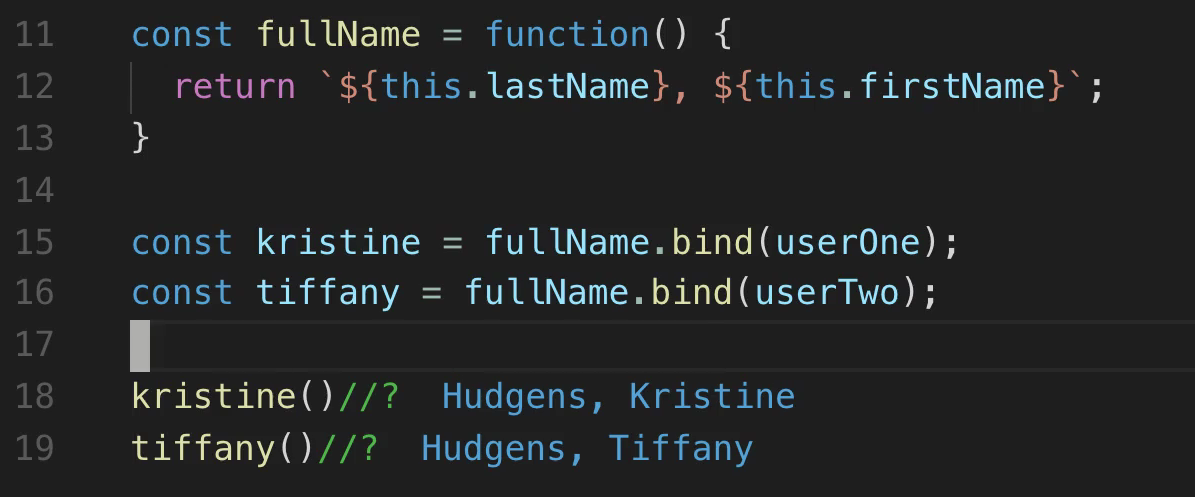 11 const fullName = function() {
12 return `${this.lastName}, ${this.firstName}`;
13 }
14
15 const kristine = fullName.bind(userOne);
16 const tiffany = fullName.bind(userTwo);
17
18 kristine()//? Hudgens, Kristine
19 tiffany()//? Hudgens, Tiffany